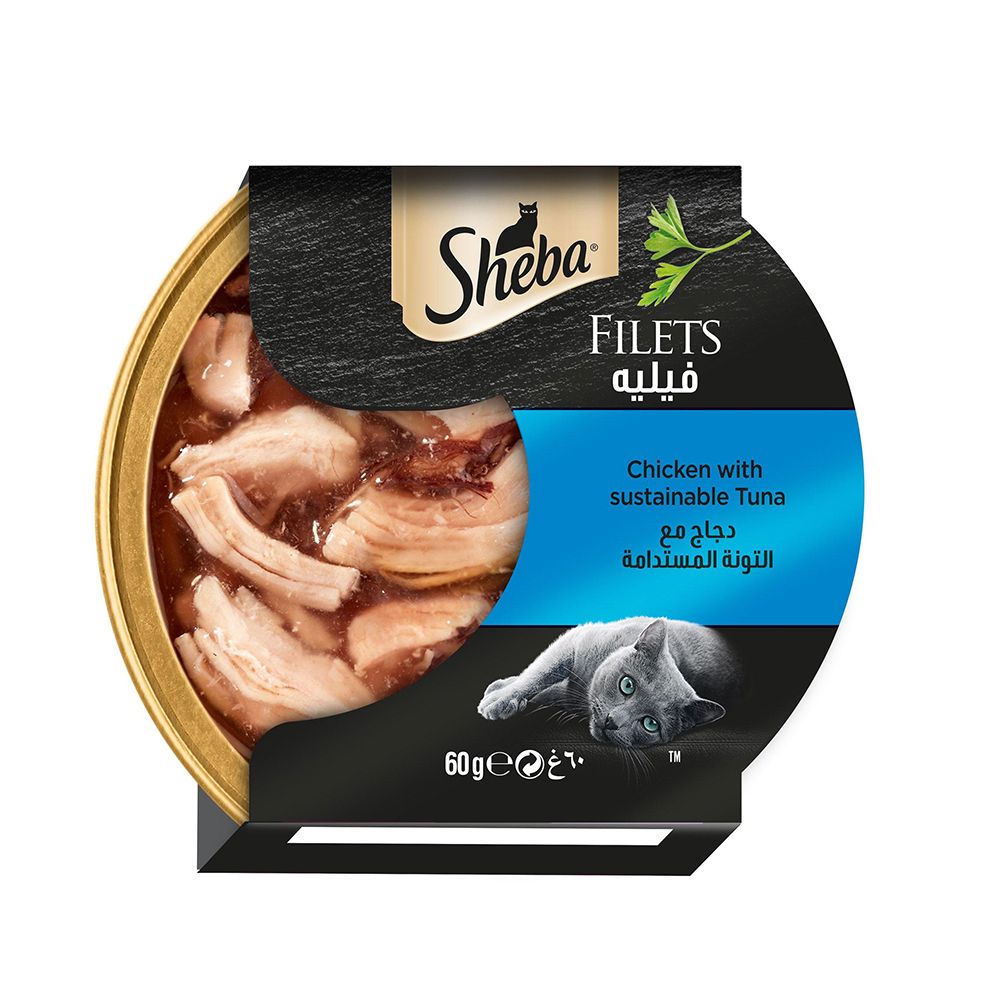 Sheba®
FILETS
فيليه
Chicken with
sustainable Tuna
دجاج مع
التونة المستدامة
60g℮ ٦٠غ
TM